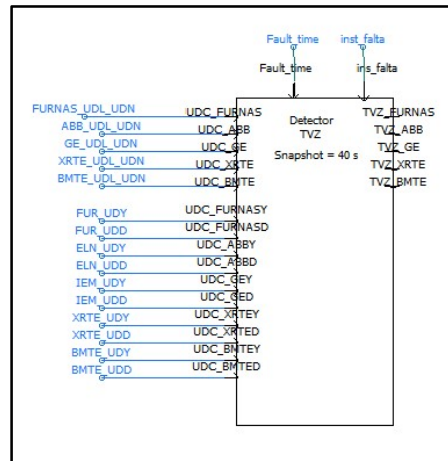 Fault_time inst_falta
Fault_time ins_falta
FURNAS_UDL_UDN UDC_FURNAS Detector TVZ_FURNAS
ABB_UDL_UDN UDC_ABB TVZ TVZ_ABB
GE_UDL_UDN UDC_GE Snapshot = 40 s TVZ_GE
XRTE_UDL_UDN UDC_XRTE TVZ_XRTE
BMTE_UDL_UDN UDC_BMTE TVZ_BMTE
FUR_UDY UDC_FURNASY
FUR_UDD UDC_FURNASD
ELN_UDY UDC_ABBY
ELN_UDD UDC_ABBD
IEM_UDY UDC_GEY
IEM_UDD UDC_GED
XRTE_UDY UDC_XRTEY
XRTE_UDD UDC_XRTED
BMTE_UDY UDC_BMTEY
BMTE_UDD UDC_BMTED